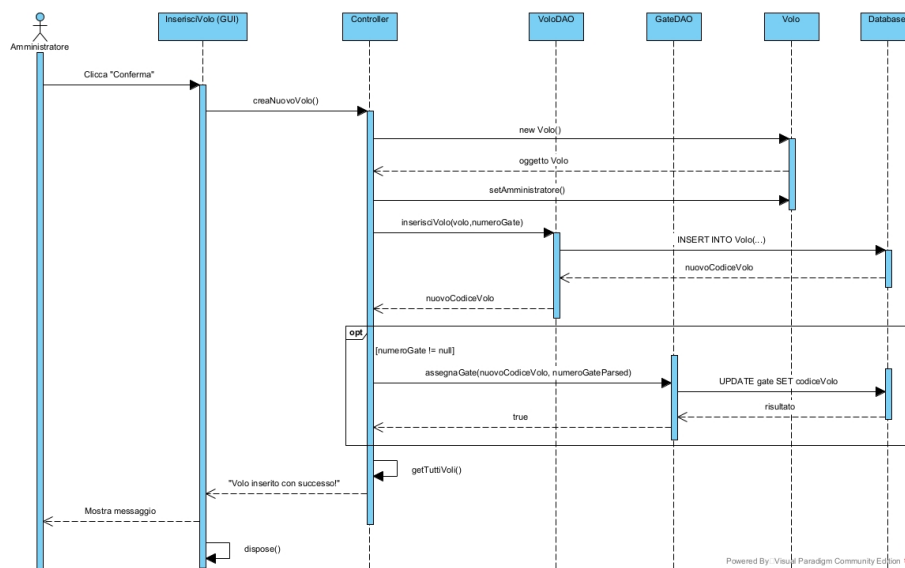 Amministratore
InserisciVolo (GUI)
Controller
VoloDAO
GateDAO
Volo
Database
Clicca "Conferma"
creaNuovoVolo()
new Volo()
oggetto Volo
setAmministratore()
inserisciVolo(volo,numeroGate)
INSERT INTO Volo(...)
nuovoCodiceVolo
nuovoCodiceVolo
opt
[numeroGate != null]
assegnaGate(nuovoCodiceVolo, numeroGateParsed)
UPDATE gate SET codiceVolo
risultato
true
getTuttiVoli()
"Volo inserito con successo!"
Mostra messaggio
dispose()
Powered By Visual Paradigm Community Edition